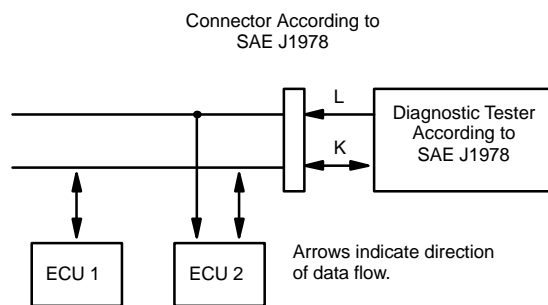 Connector According to
SAE J1978
L
Diagnostic Tester
According to
SAE J1978
K
ECU 1
ECU 2
Arrows indicate direction
of data flow.